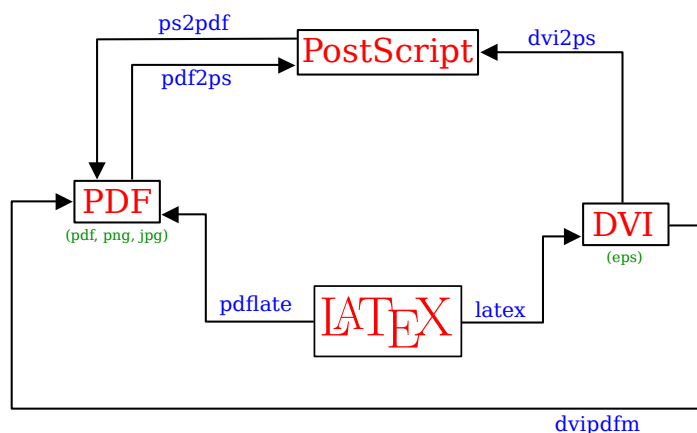 ps2pdf
PostScript
dvi2ps
pdf2ps
PDF
(pdf, png, jpg)
DVI
(eps)
pdflate
LATEX
latex
dvipdfm